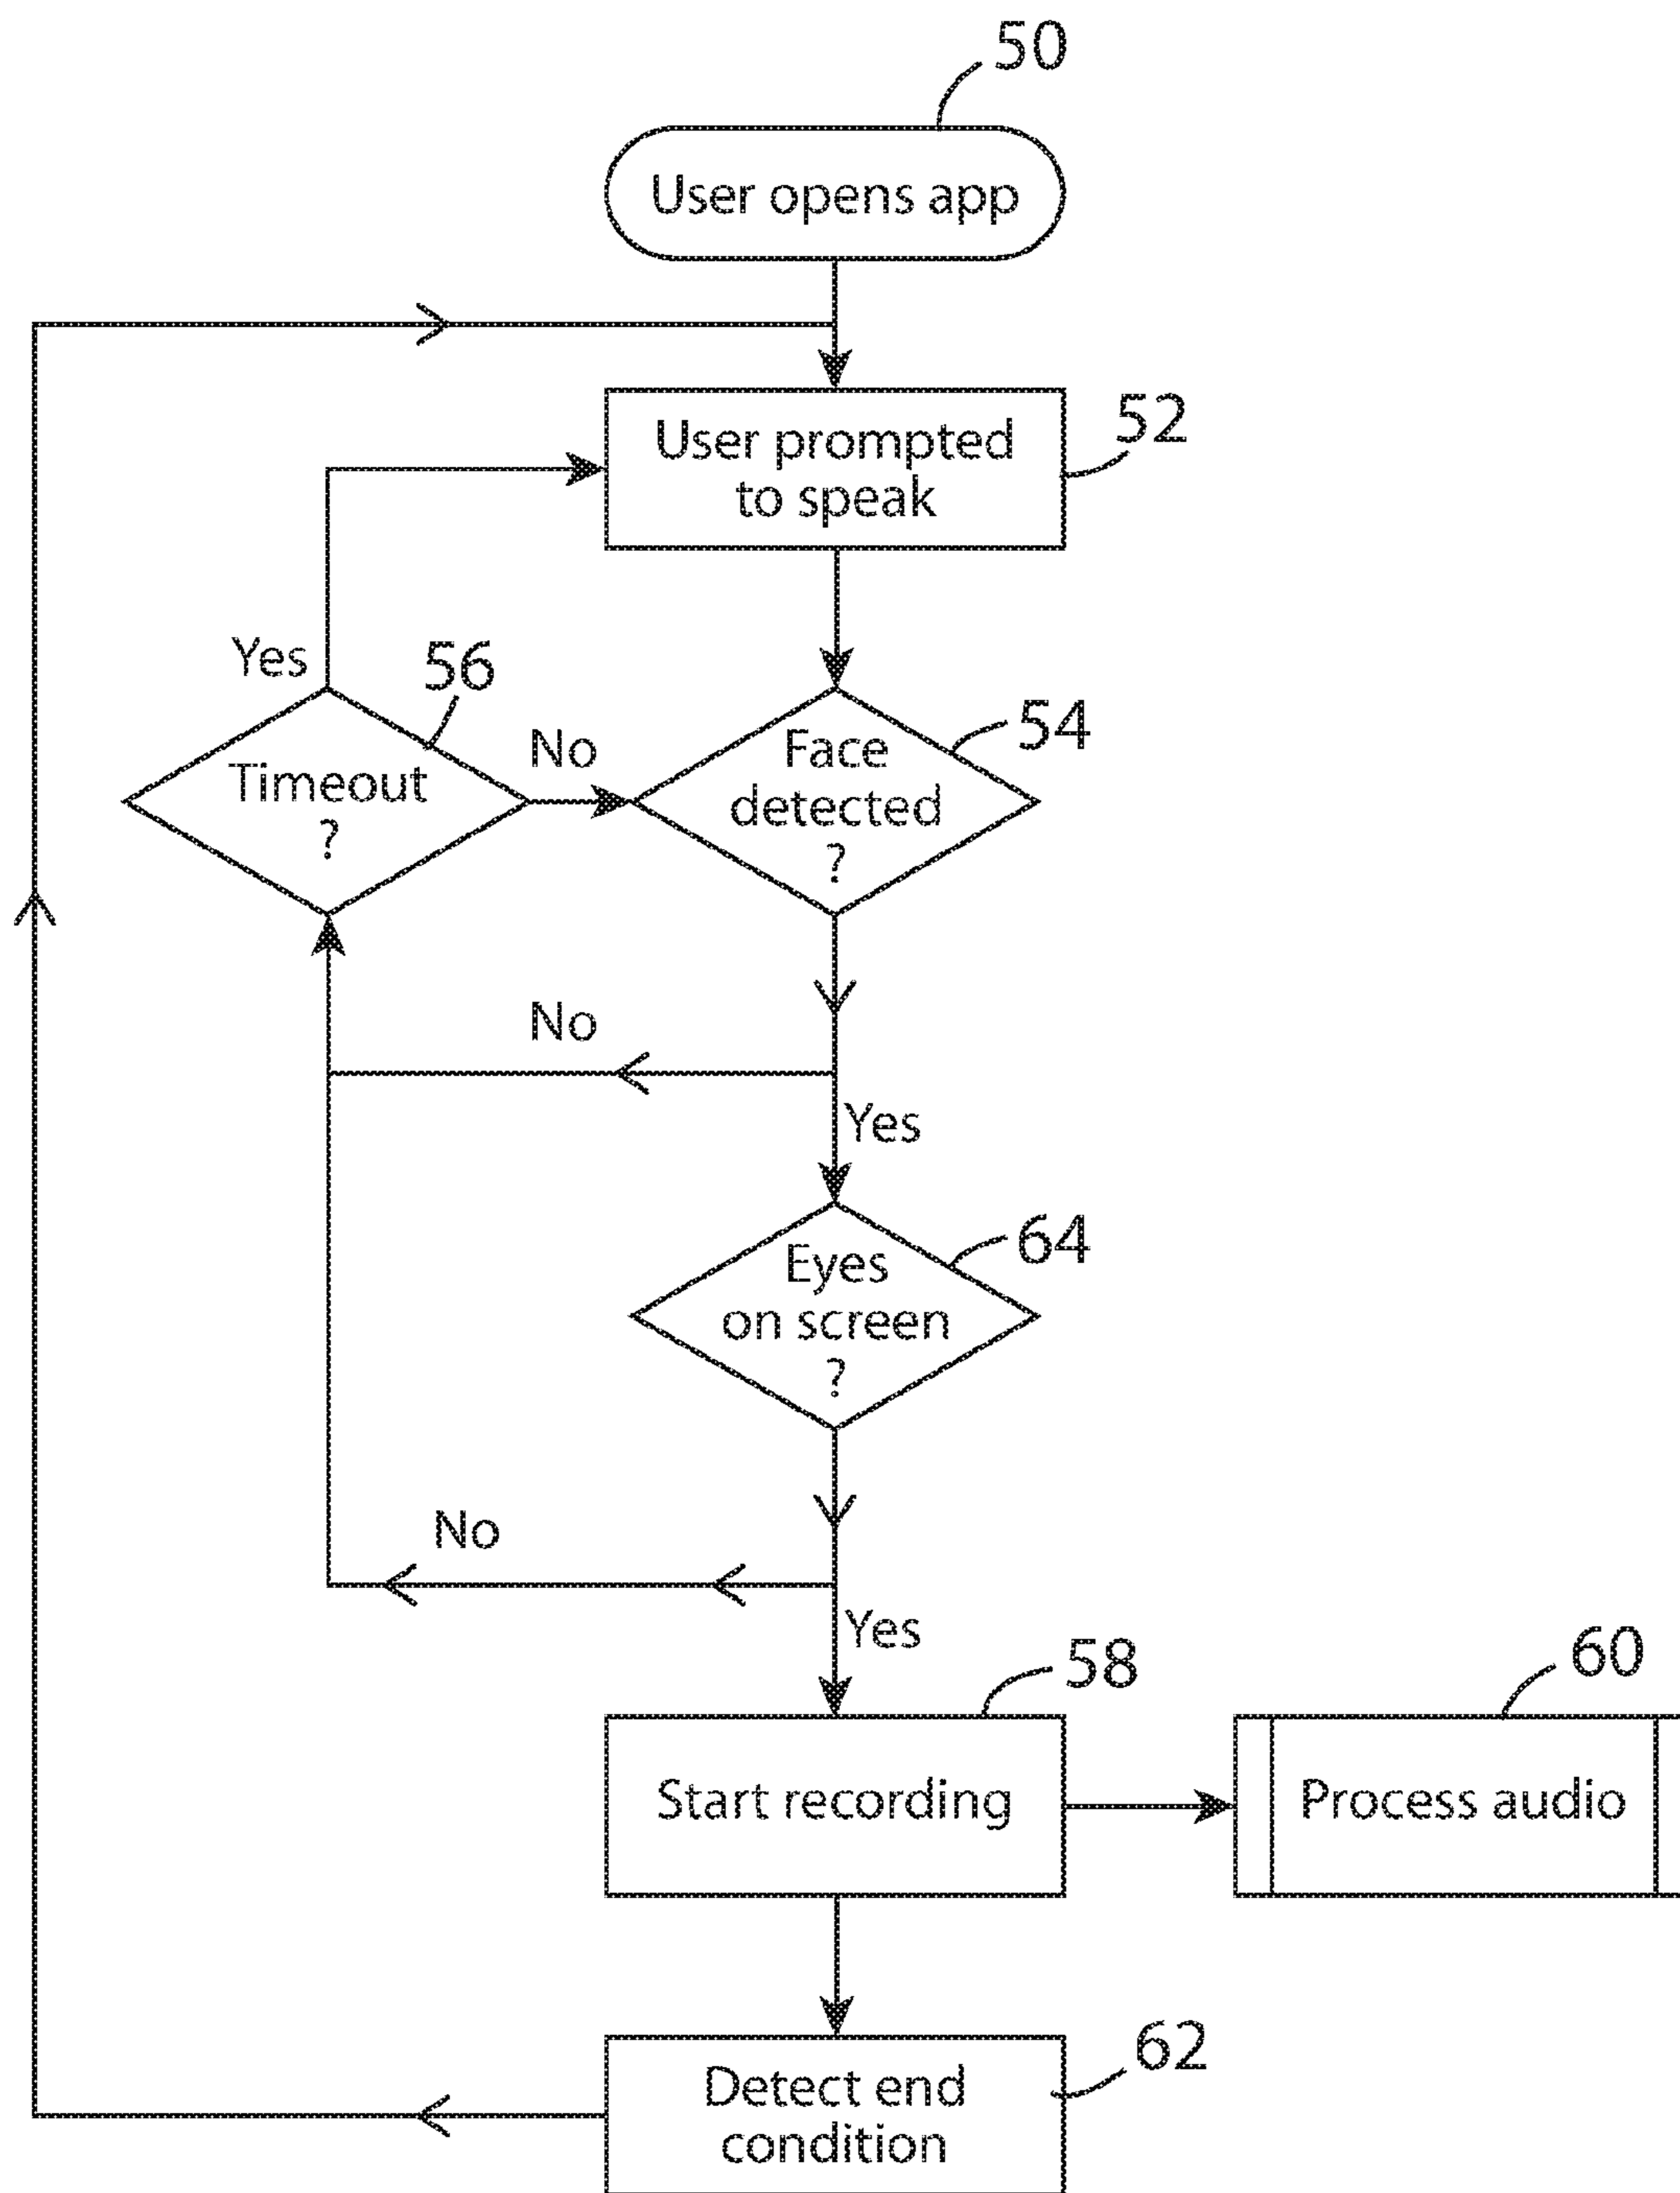 50
User opens app
52
User prompted
to speak
Yes
56
54
No
Face
detected
?
Timeout
?
No
Yes
64
Eyes
on screen
?
No
Yes
58
60
Start recording
Process audio
62
Detect end
condition